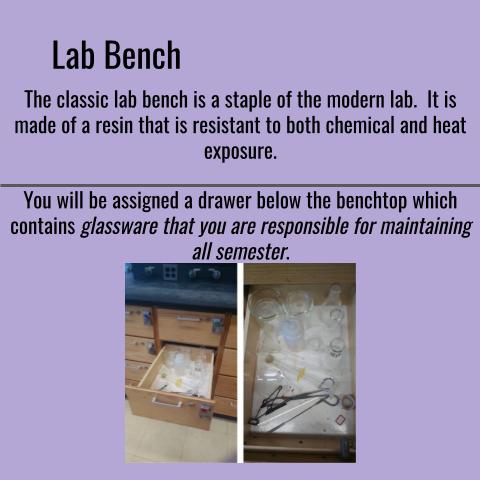 Lab Bench
The classic lab bench is a staple of the modern lab.  It is
made of a resin that is resistant to both chemical and heat
exposure.
You will be assigned a drawer below the benchtop which
contains glassware that you are responsible for maintaining
all semester.